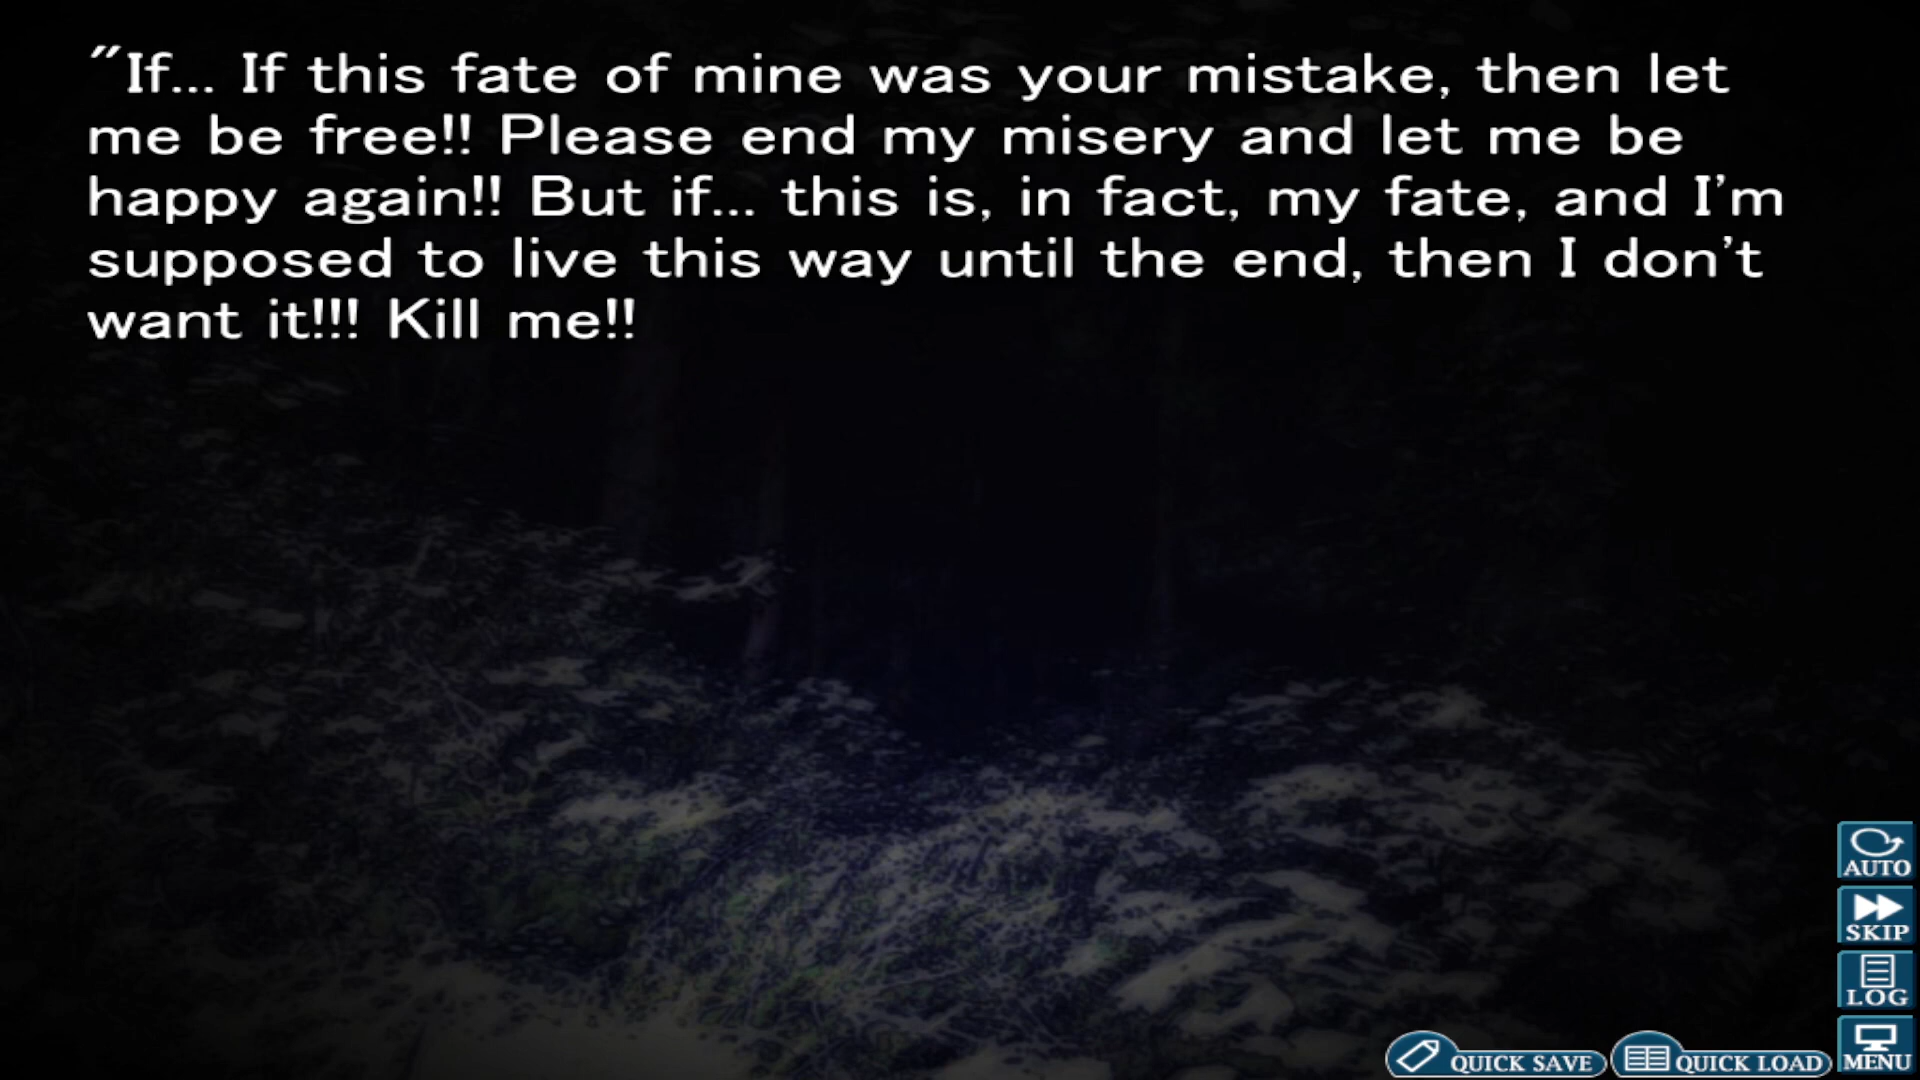 "If... If this fate of mine was your mistake, then let
me be free!! Please end my misery and let me be
happy again!! But if... this is, in fact, my fate, and I'm
supposed to live this way until the end, then I don't
want it!!! Kill me!!
AUTO
SKIP
LOG
QUICK SAVE
QUICK LOAD
MENU